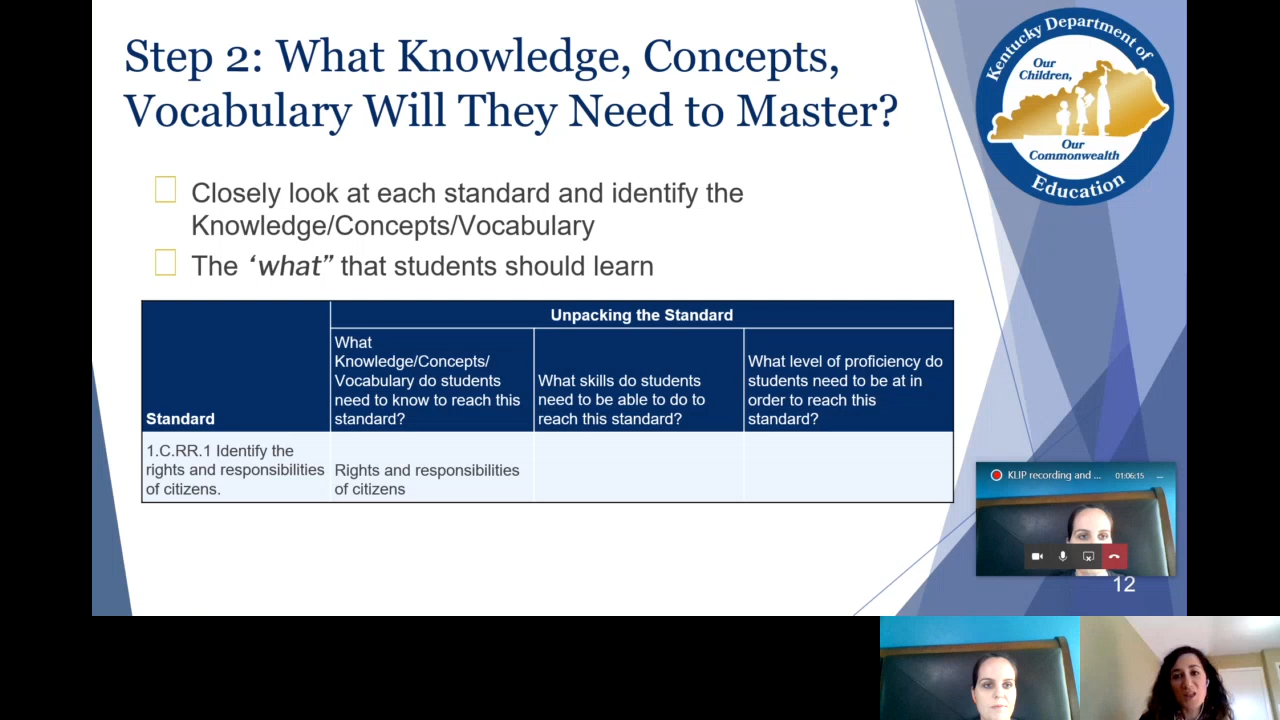 Step 2: What Knowledge, Concepts,
Vocabulary Will They Need to Master?
Kentucky Department of
Education
Our
Children,
Our
Commonwealth
Closely look at each standard and identify the
Knowledge/Concepts/Vocabulary
The ‘what” that students should learn
Unpacking the Standard
Standard
What
Knowledge/Concepts/
Vocabulary do students
need to know to reach this
standard?
What skills do students
need to be able to do to
reach this standard?
What level of proficiency do
students need to be at in
order to reach this
standard?
1.C.RR.1 Identify the
rights and responsibilities
of citizens.
Rights and responsibilities
of citizens
KLIP recording and ...
01:06:15
...
12